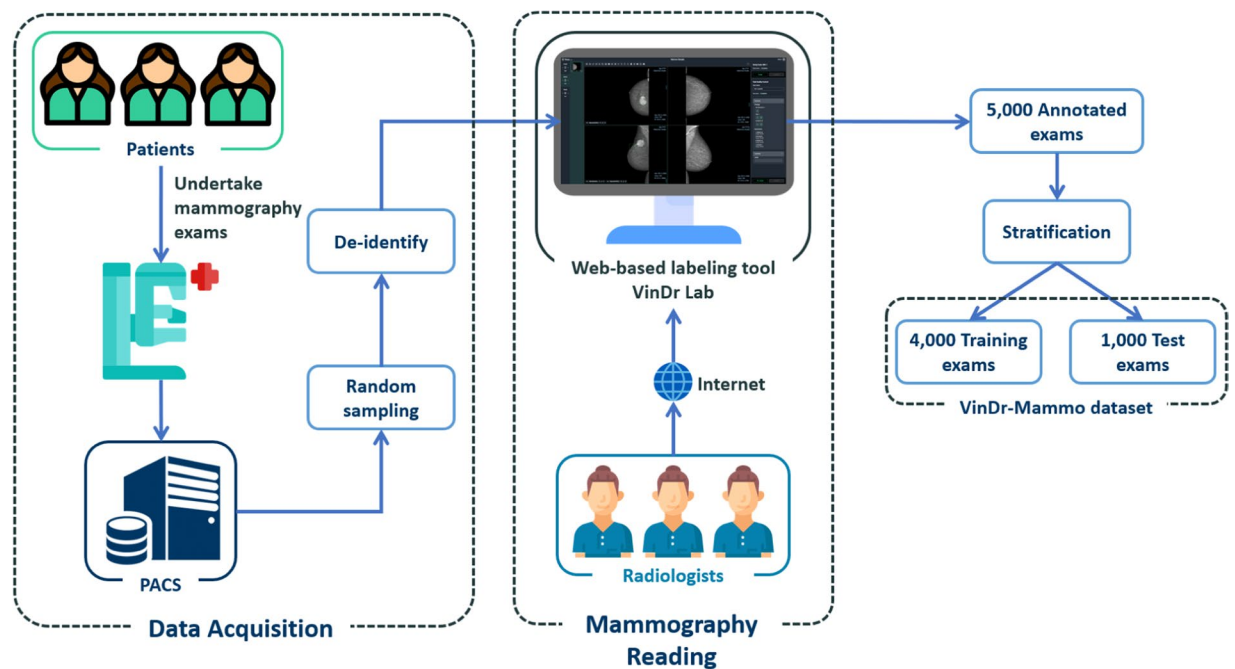 Patients
Undertake
mammography
exams
PACS
Random
sampling
De-identify
Data Acquisition
Web-based labeling tool
VinDr Lab
Internet
Radiologists
Mammography
Reading
5,000 Annotated
exams
Stratification
4,000 Training
exams
1,000 Test
exams
VinDr-Mammo dataset